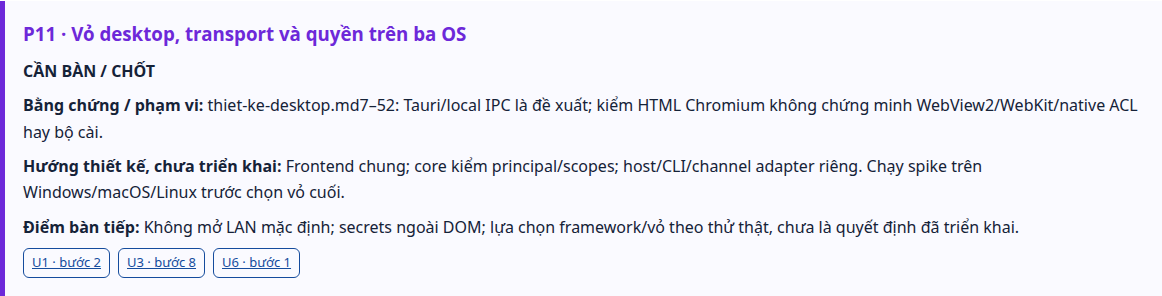 P11 · Vỏ desktop, transport và quyền trên ba OS
CẦN BÀN / CHỐT
Bằng chứng / phạm vi: thiet-ke-desktop.md7–52: Tauri/local IPC là đề xuất; kiểm HTML Chromium không chứng minh WebView2/WebKit/native ACL
hay bộ cài.
Hướng thiết kế, chưa triển khai: Frontend chung; core kiểm principal/scopes; host/CLI/channel adapter riêng. Chạy spike trên
Windows/macOS/Linux trước chọn vỏ cuối.
Điểm bàn tiếp: Không mở LAN mặc định; secrets ngoài DOM; lựa chọn framework/vỏ theo thử thật, chưa là quyết định đã triển khai.
U1 · bước 2 U3 · bước 8 U6 · bước 1